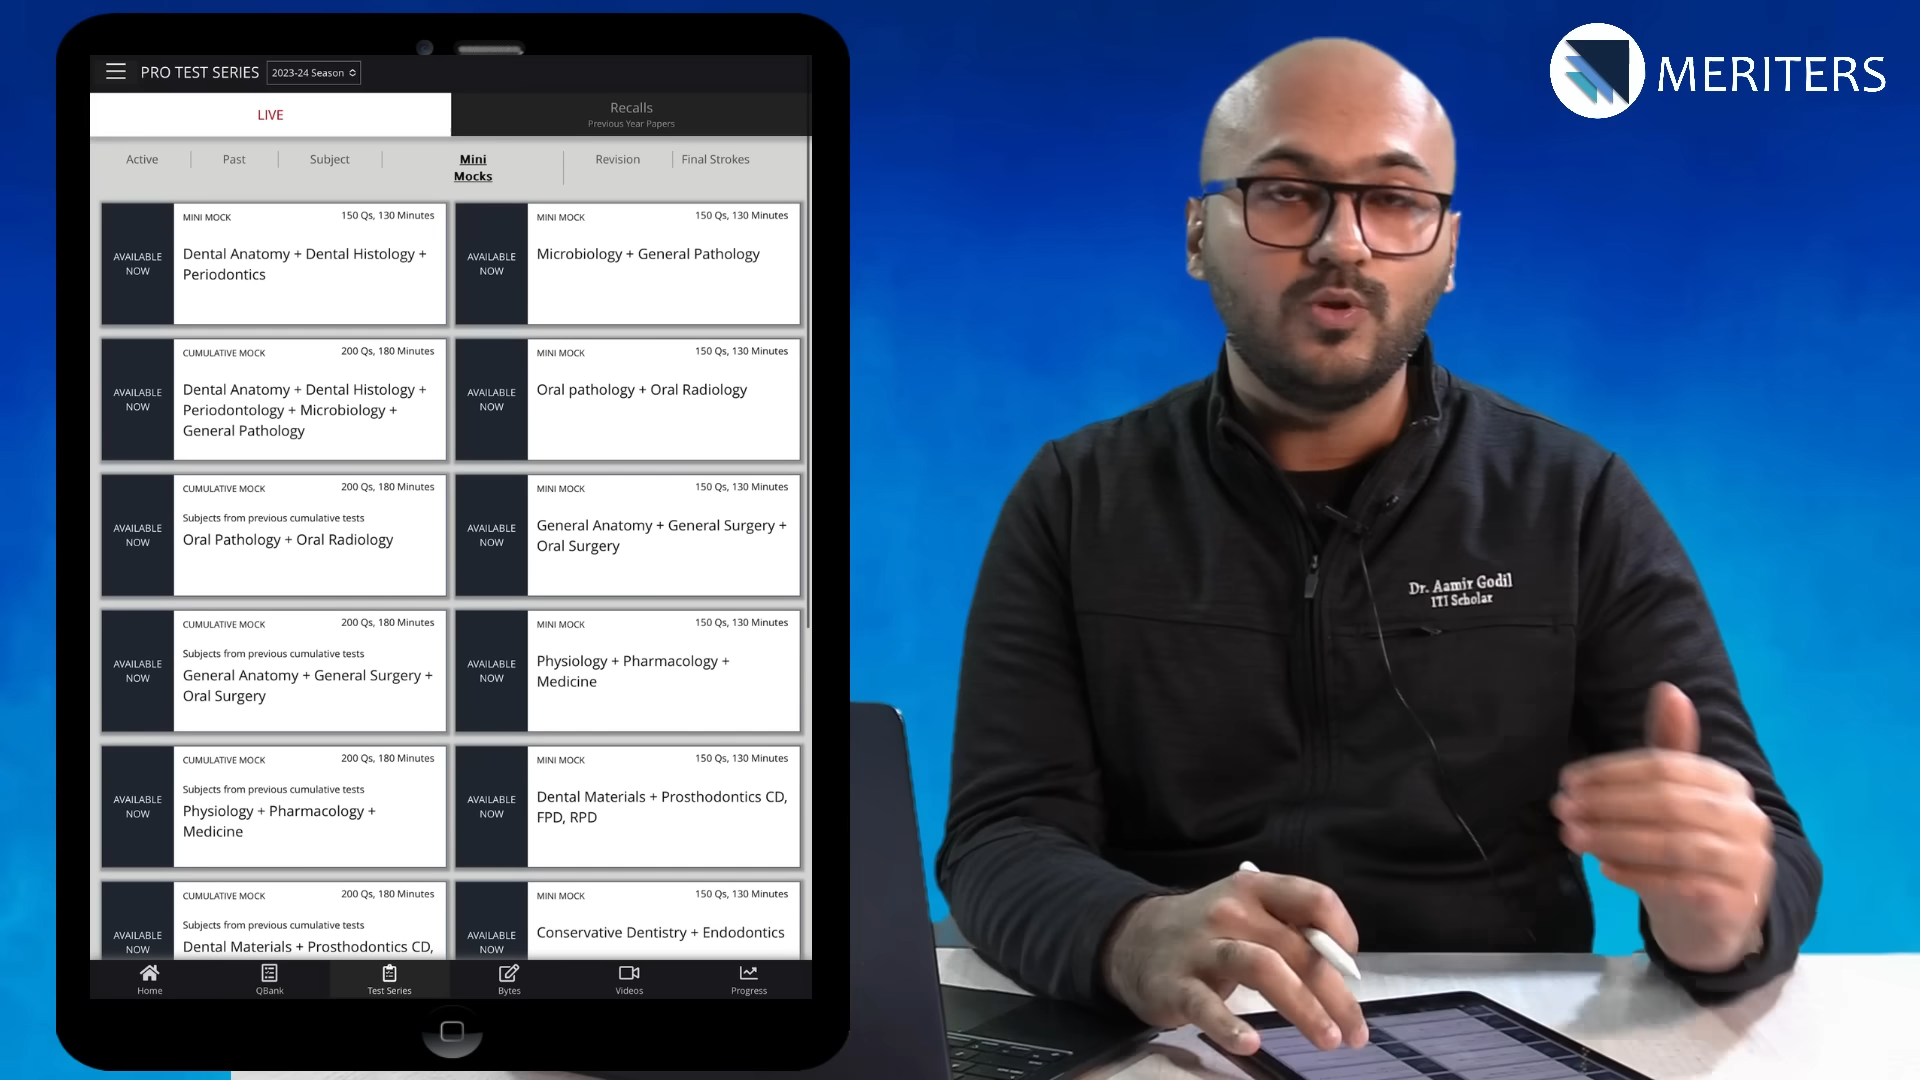 PRO TEST SERIES 2023-24 Season
LIVE
Recalls
Previous Year Papers
Active
Past
Subject
Mini
Mocks
Revision
Final Strokes
AVAILABLE
NOW
MINI MOCK 150 Qs, 130 Minutes
Dental Anatomy + Dental Histology +
Periodontics
AVAILABLE
NOW
MINI MOCK 150 Qs, 130 Minutes
Microbiology + General Pathology
AVAILABLE
NOW
CUMULATIVE MOCK 200 Qs, 180 Minutes
Dental Anatomy + Dental Histology +
Periodontology + Microbiology +
General Pathology
AVAILABLE
NOW
MINI MOCK 150 Qs, 130 Minutes
Oral pathology + Oral Radiology
AVAILABLE
NOW
CUMULATIVE MOCK 200 Qs, 180 Minutes
Subjects from previous cumulative tests
Oral Pathology + Oral Radiology
AVAILABLE
NOW
MINI MOCK 150 Qs, 130 Minutes
General Anatomy + General Surgery +
Oral Surgery
AVAILABLE
NOW
CUMULATIVE MOCK 200 Qs, 180 Minutes
Subjects from previous cumulative tests
General Anatomy + General Surgery +
Oral Surgery
AVAILABLE
NOW
MINI MOCK 150 Qs, 130 Minutes
Physiology + Pharmacology +
Medicine
AVAILABLE
NOW
CUMULATIVE MOCK 200 Qs, 180 Minutes
Subjects from previous cumulative tests
Physiology + Pharmacology +
Medicine
AVAILABLE
NOW
MINI MOCK 150 Qs, 130 Minutes
Dental Materials + Prosthodontics CD,
FPD, RPD
AVAILABLE
NOW
CUMULATIVE MOCK 200 Qs, 180 Minutes
Subjects from previous cumulative tests
Dental Materials + Prosthodontics CD,
AVAILABLE
NOW
MINI MOCK 150 Qs, 130 Minutes
Conservative Dentistry + Endodontics
Home
QBank
Test Series
Bytes
Videos
Progress
MERITERS
Dr. Aamir Godil
ITI Scholar